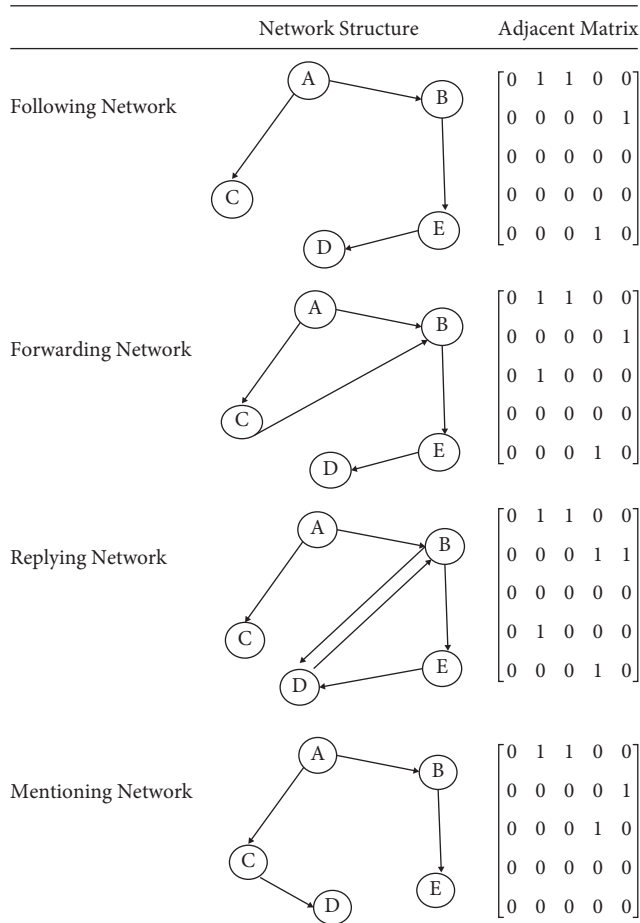 Network Structure Adjacent Matrix
Following Network
A
B
C
E
D
0 1 1 0 0
0 0 0 0 1
0 0 0 0 0
0 0 0 0 0
0 0 0 1 0
Forwarding Network
A
B
C
E
D
0 1 1 0 0
0 0 0 0 1
0 1 0 0 0
0 0 0 0 0
0 0 0 1 0
Replying Network
A
B
C
E
D
0 1 1 0 0
0 0 0 1 1
0 0 0 0 0
0 1 0 0 0
0 0 0 1 0
Mentioning Network
A
B
C
E
D
0 1 1 0 0
0 0 0 0 1
0 0 0 1 0
0 0 0 0 0
0 0 0 0 0